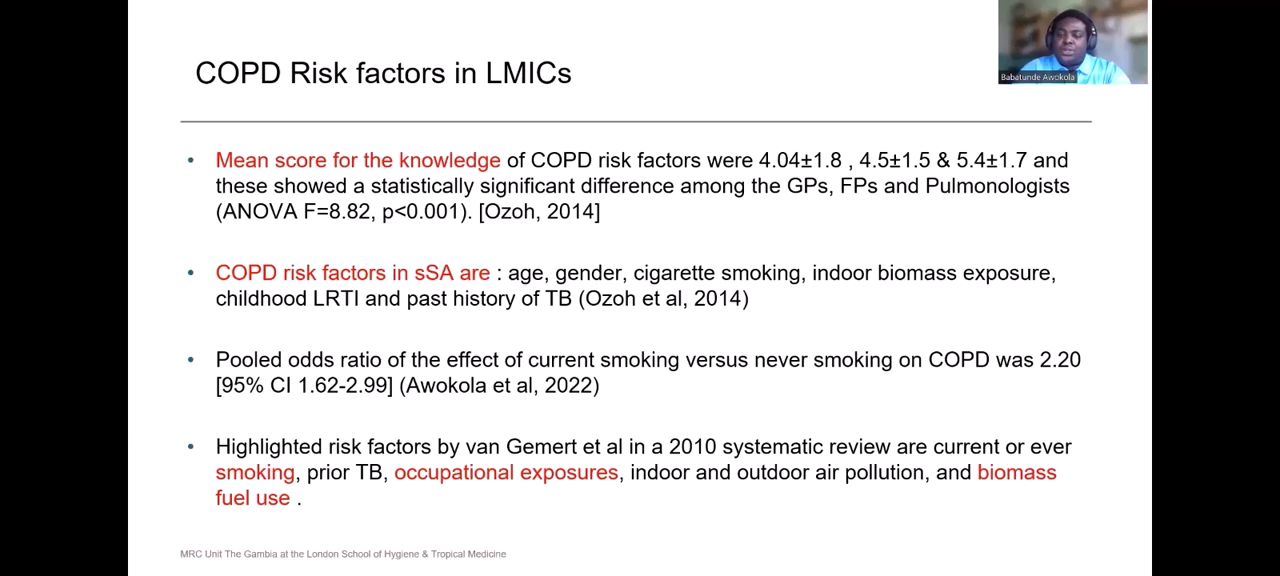 COPD Risk factors in LMICs
Babatunde Awokola
• Mean score for the knowledge of COPD risk factors were 4.04±1.8 , 4.5±1.5 & 5.4±1.7 and
these showed a statistically significant difference among the GPs, FPs and Pulmonologists
(ANOVA F=8.82, p<0.001). [Ozoh, 2014]
• COPD risk factors in sSA are : age, gender, cigarette smoking, indoor biomass exposure,
childhood LRTI and past history of TB (Ozoh et al, 2014)
• Pooled odds ratio of the effect of current smoking versus never smoking on COPD was 2.20
[95% CI 1.62-2.99] (Awokola et al, 2022)
• Highlighted risk factors by van Gemert et al in a 2010 systematic review are current or ever
smoking, prior TB, occupational exposures, indoor and outdoor air pollution, and biomass
fuel use .
MRC Unit The Gambia at the London School of Hygiene & Tropical Medicine